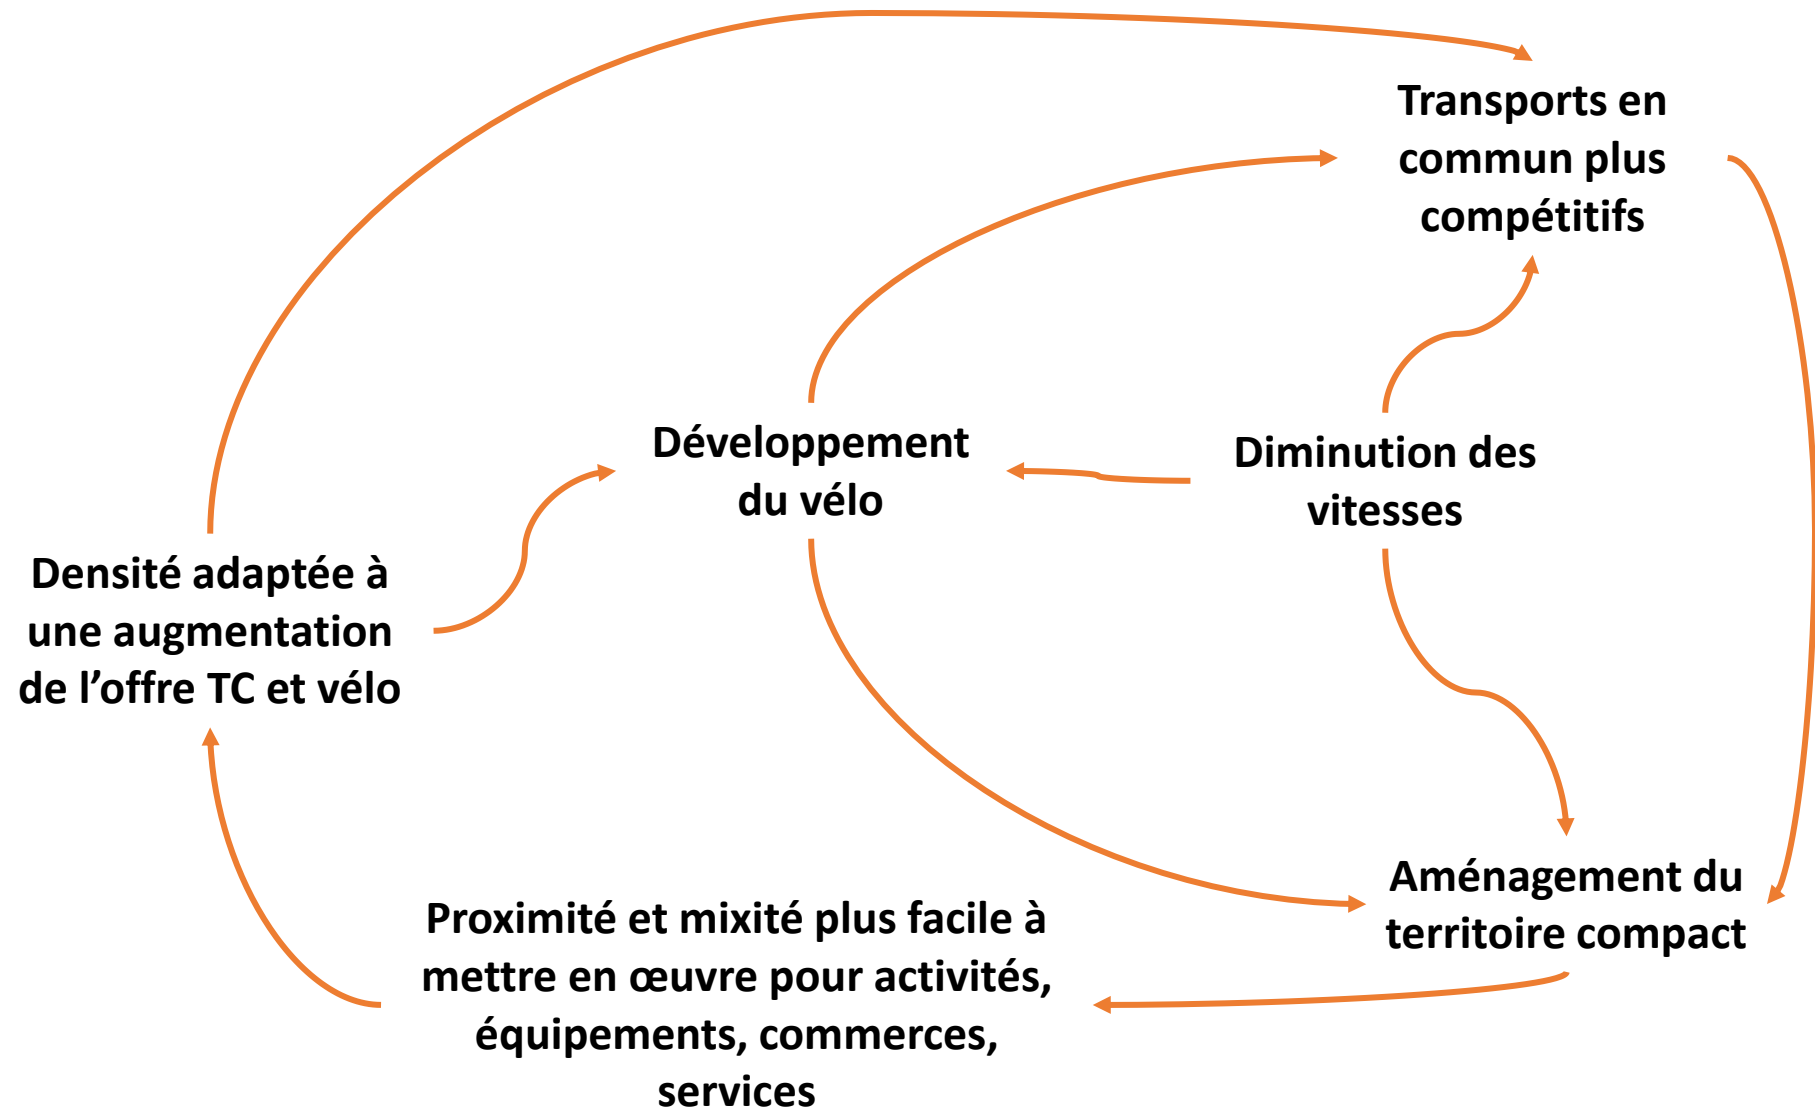 Transports en
commun plus
compétitifs
Développement
du vélo
Diminution des
vitesses
Densité adaptée à
une augmentation
de l’offre TC et vélo
Aménagement du
territoire compact
Proximité et mixité plus facile à
mettre en œuvre pour activités,
équipements, commerces,
services